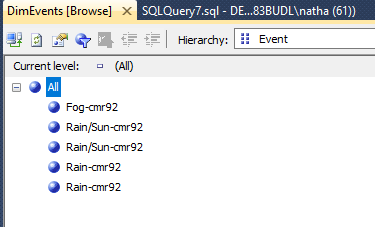 DimEvents [Browse] SQLQuery7.sql - DE...83BUDL\natha (61))
Hierarchy: Event
Current level: (All)
All
Fog-cmr92
Rain/Sun-cmr92
Rain/Sun-cmr92
Rain-cmr92
Rain-cmr92